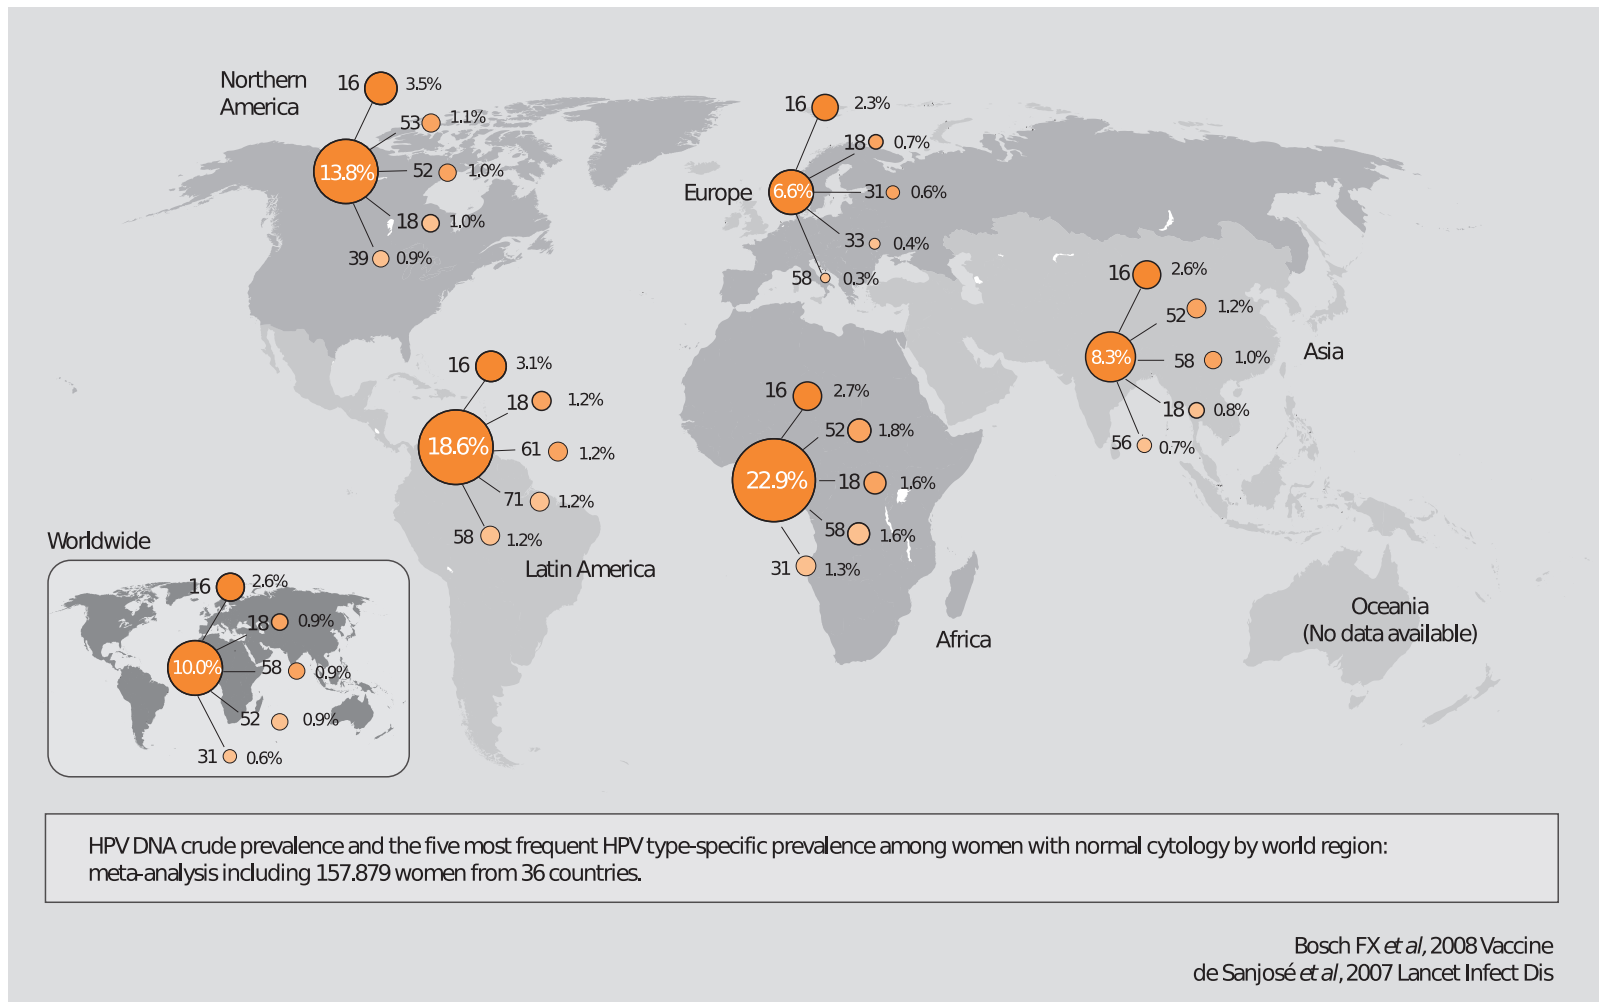 Northern
America
16 3.5%
53 1.1%
13.8%
52 1.0%
18 1.0%
39 0.9%
Europe
16 2.3%
18 0.7%
6.6%
31 0.6%
33 0.4%
58 0.3%
Asia
16 2.6%
52 1.2%
8.3%
58 1.0%
18 0.8%
56 0.7%
Latin America
16 3.1%
18 1.2%
18.6%
61 1.2%
71 1.2%
58 1.2%
Africa
16 2.7%
52 1.8%
22.9%
18 1.6%
58 1.6%
31 1.3%
Oceania
(No data available)
Worldwide
16 2.6%
18 0.9%
10.0%
58 0.9%
52 0.9%
31 0.6%
HPV DNA crude prevalence and the five most frequent HPV type-specific prevalence among women with normal cytology by world region:
meta-analysis including 157.879 women from 36 countries.
Bosch FX et al, 2008 Vaccine
de Sanjosé et al, 2007 Lancet Infect Dis